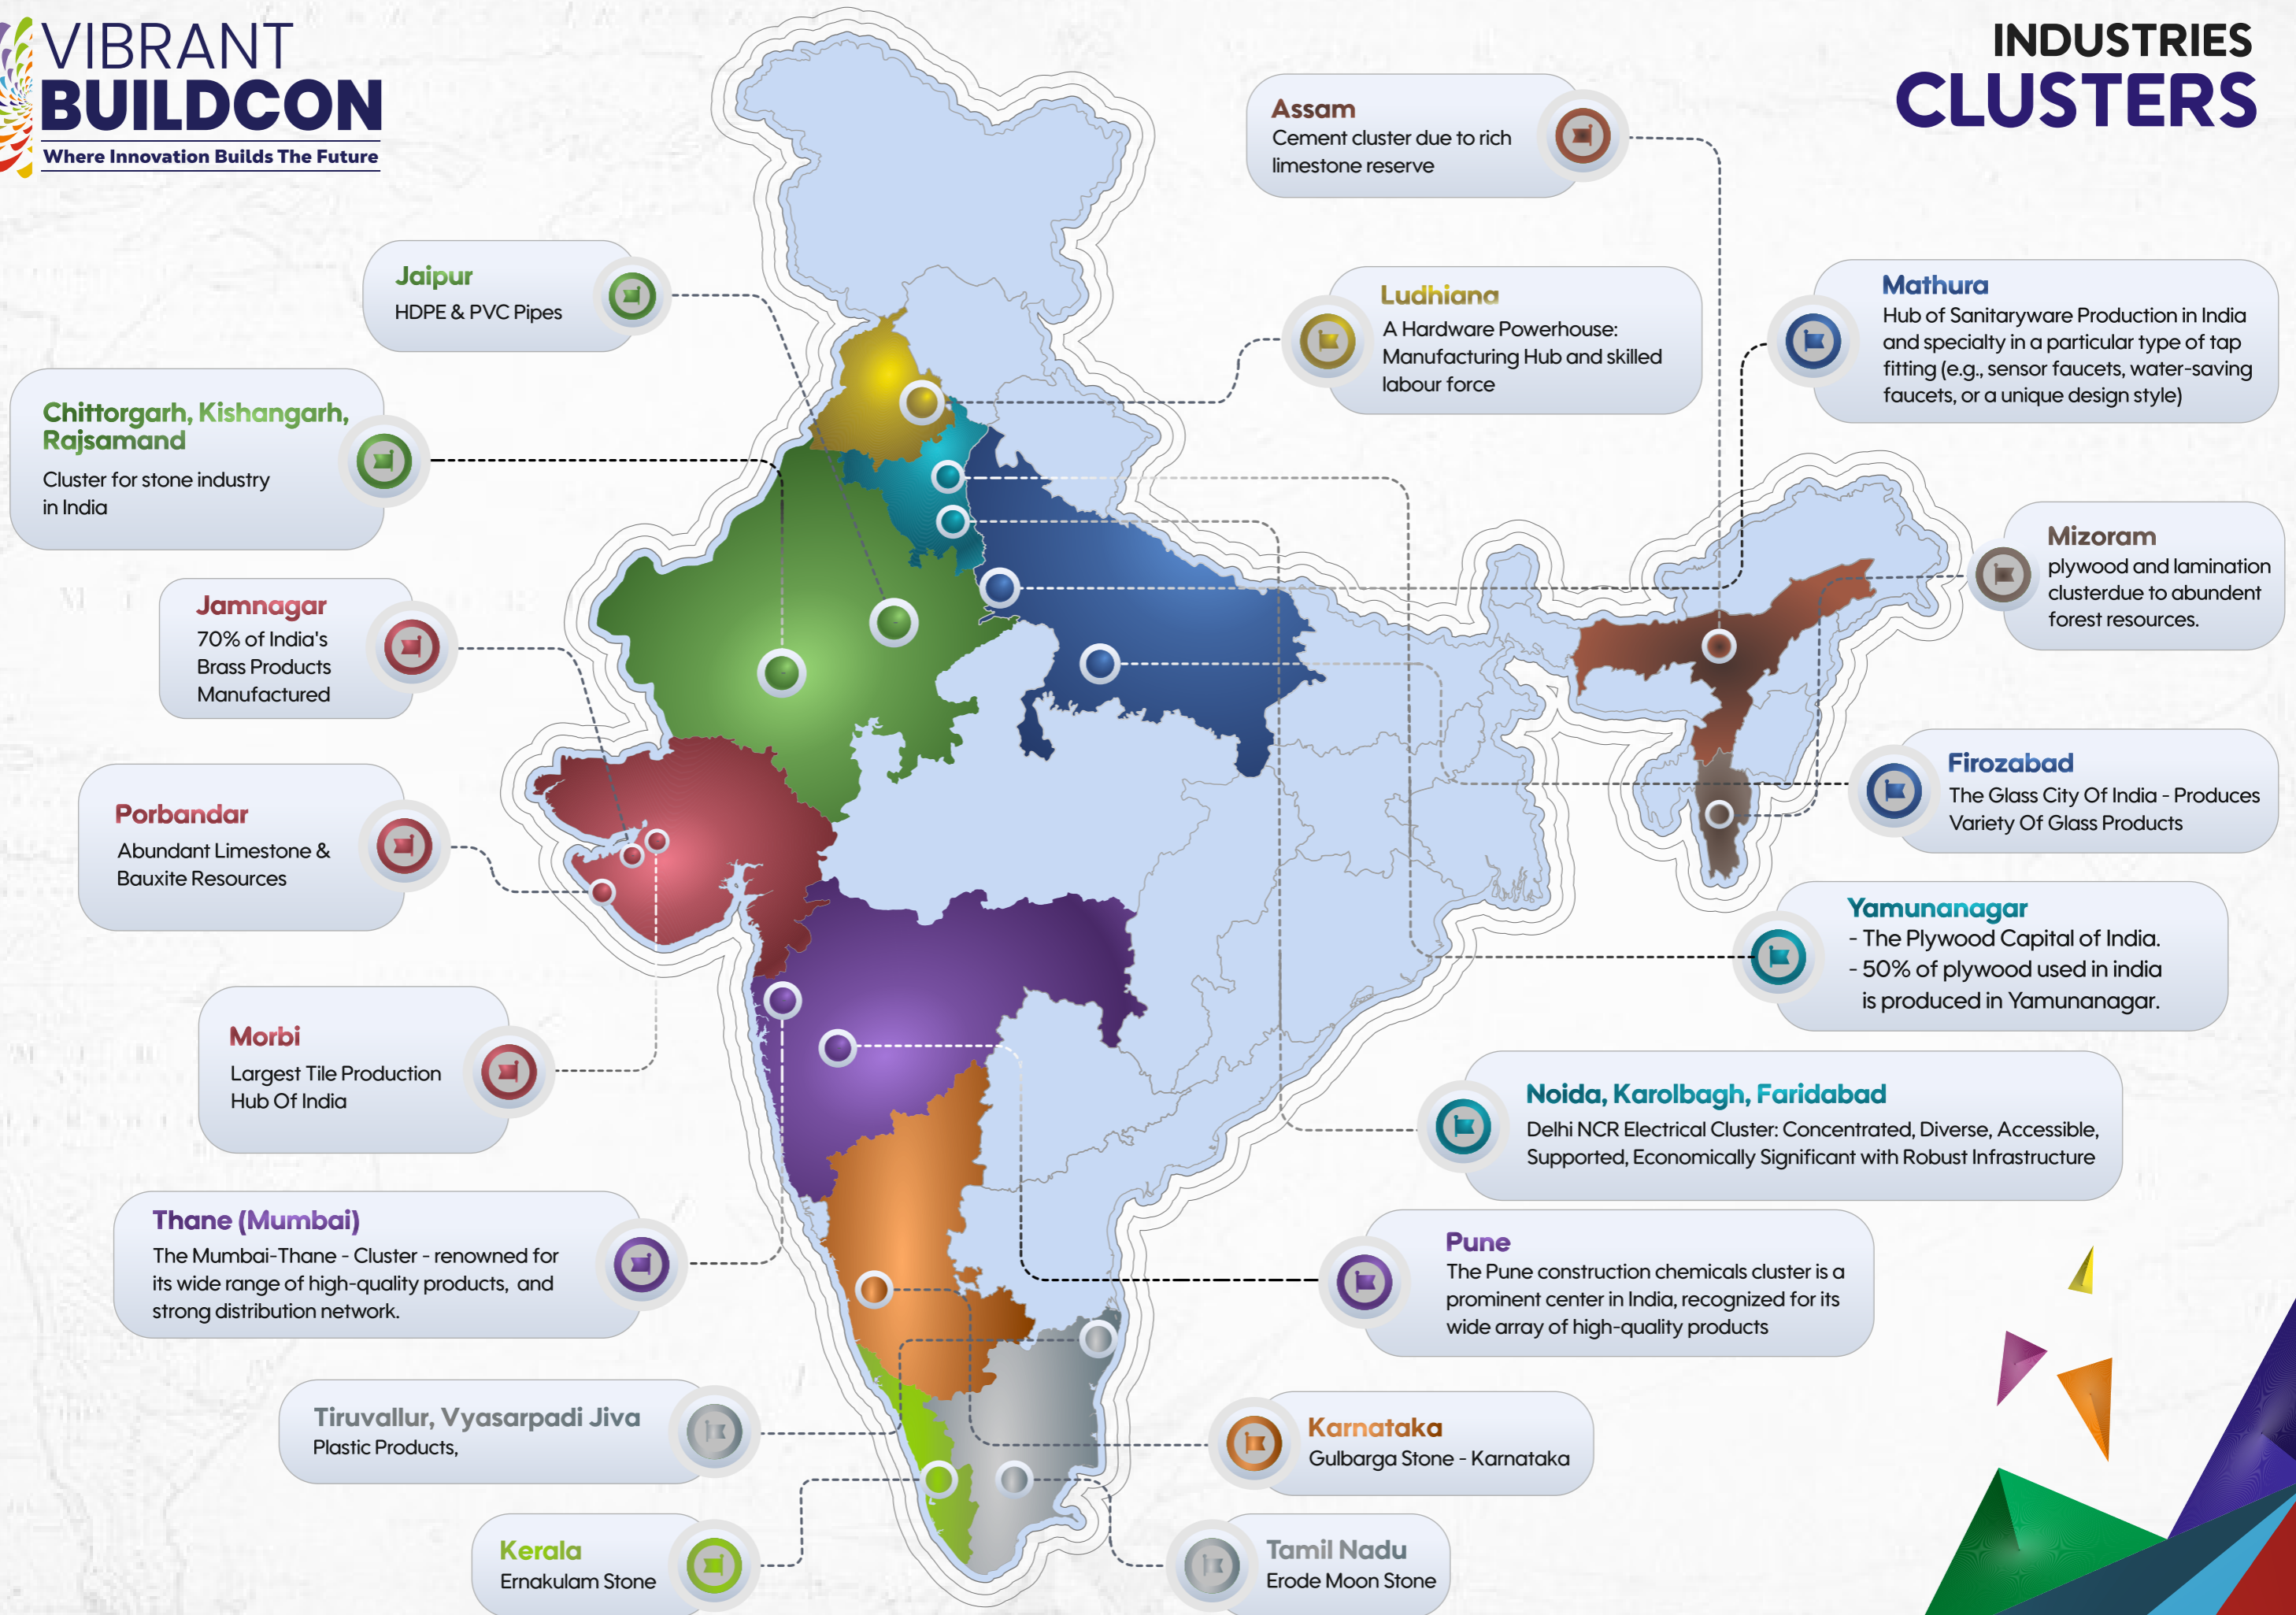 VIBRANT
BUILDCON
Where Innovation Builds The Future
INDUSTRIES
CLUSTERS
Assam
Cement cluster due to rich
limestone reserve
Jaipur
HDPE & PVC Pipes
Ludhiana
A Hardware Powerhouse:
Manufacturing Hub and skilled
labour force
Mathura
Hub of Sanitaryware Production in India
and specialty in a particular type of tap
fitting (e.g., sensor faucets, water-saving
faucets, or a unique design style)
Chittorgarh, Kishangarh,
Rajsamand
Cluster for stone industry
in India
Mizoram
plywood and lamination
clusterdue to abundent
forest resources.
Jamnagar
70% of India's
Brass Products
Manufactured
Firozabad
The Glass City Of India - Produces
Variety Of Glass Products
Porbandar
Abundant Limestone &
Bauxite Resources
Yamunanagar
- The Plywood Capital of India.
- 50% of plywood used in india
is produced in Yamunanagar.
Morbi
Largest Tile Production
Hub Of India
Noida, Karolbagh, Faridabad
Delhi NCR Electrical Cluster: Concentrated, Diverse, Accessible,
Supported, Economically Significant with Robust Infrastructure
Thane (Mumbai)
The Mumbai-Thane - Cluster - renowned for
its wide range of high-quality products, and
strong distribution network.
Pune
The Pune construction chemicals cluster is a
prominent center in India, recognized for its
wide array of high-quality products
Tiruvallur, Vyasarpadi Jiva
Plastic Products,
Karnataka
Gulbarga Stone - Karnataka
Kerala
Ernakulam Stone
Tamil Nadu
Erode Moon Stone